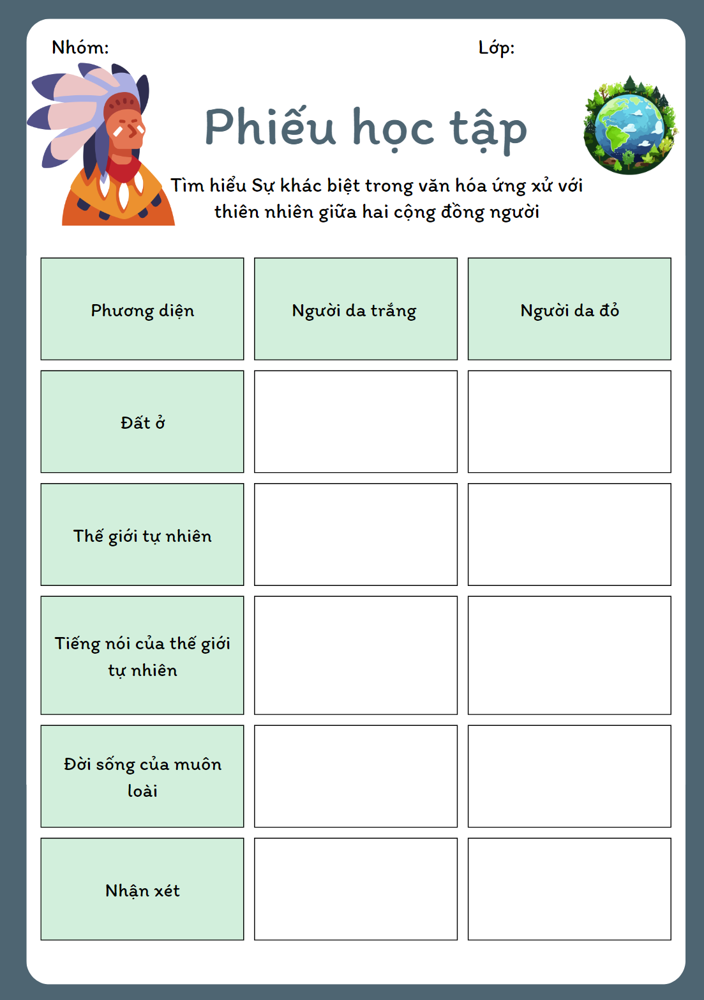 Nhóm:
Lớp:
Phiếu học tập
Tìm hiểu Sự khác biệt trong văn hóa ứng xử với
thiên nhiên giữa hai cộng đồng người
Phương diện
Người da trắng
Người da đỏ
Đất ở
Thế giới tự nhiên
Tiếng nói của thế giới
tự nhiên
Đời sống của muôn
loài
Nhận xét